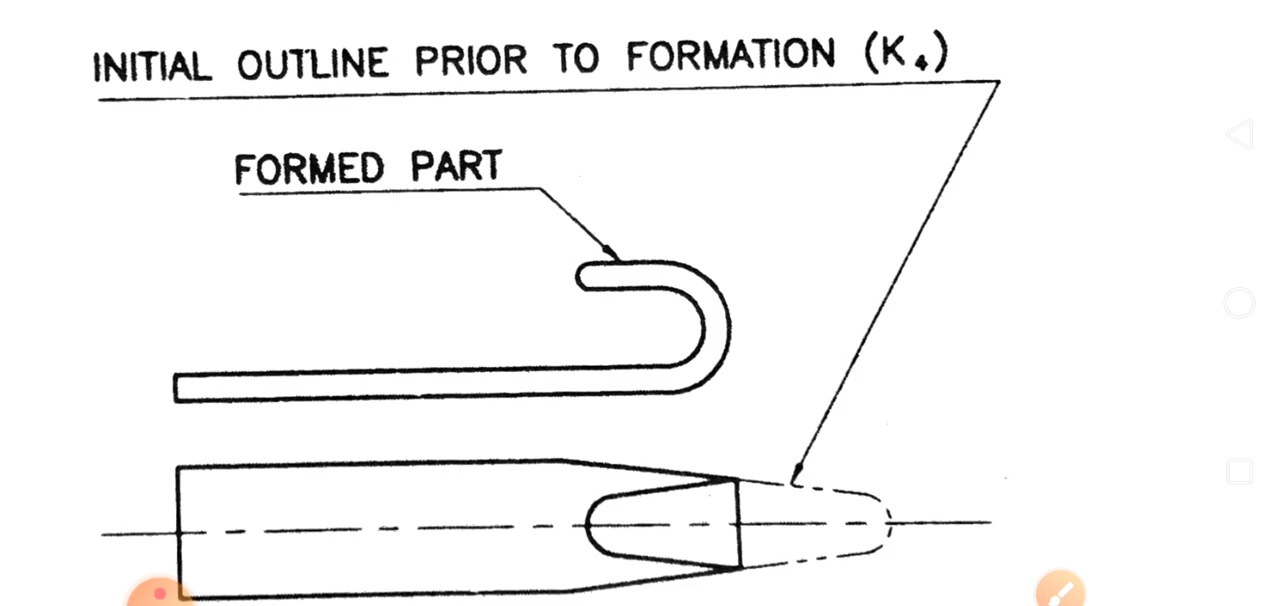 INITIAL OUTLINE PRIOR TO FORMATION (K₄)
FORMED PART